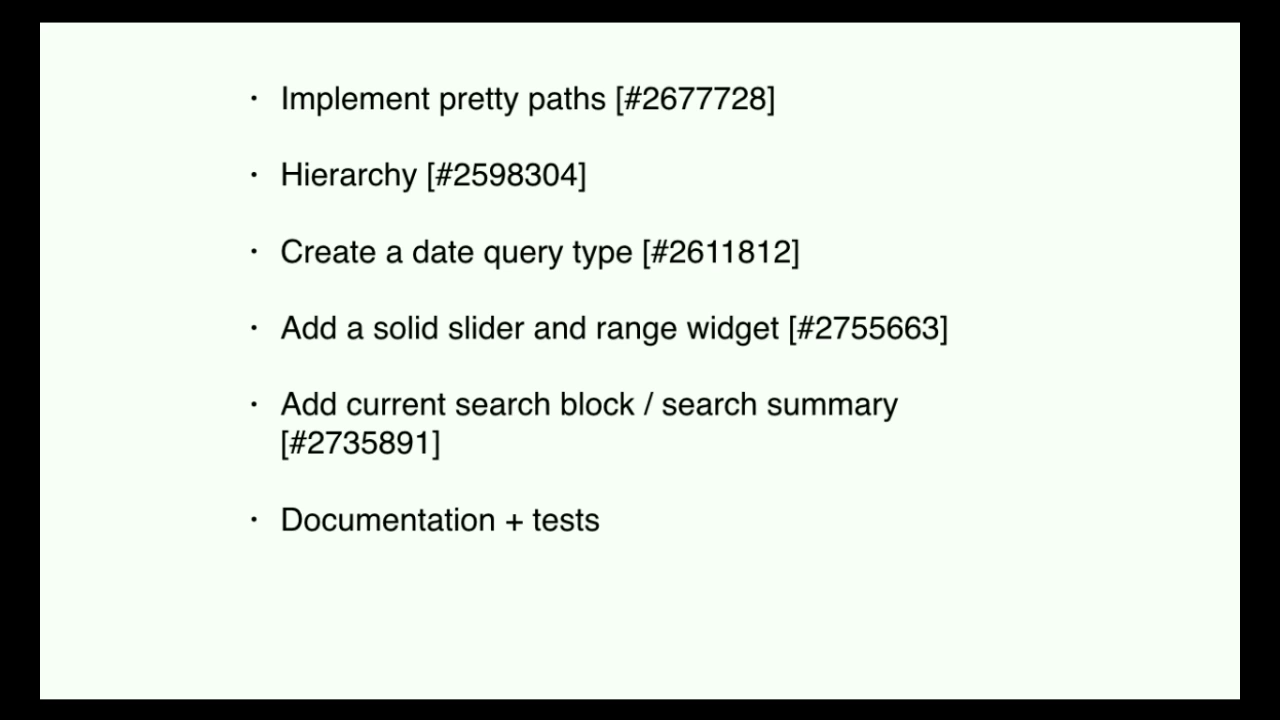 · Implement pretty paths [#2677728]
· Hierarchy [#2598304]
· Create a date query type [#2611812]
· Add a solid slider and range widget [#2755663]
· Add current search block / search summary
[#2735891]
· Documentation + tests